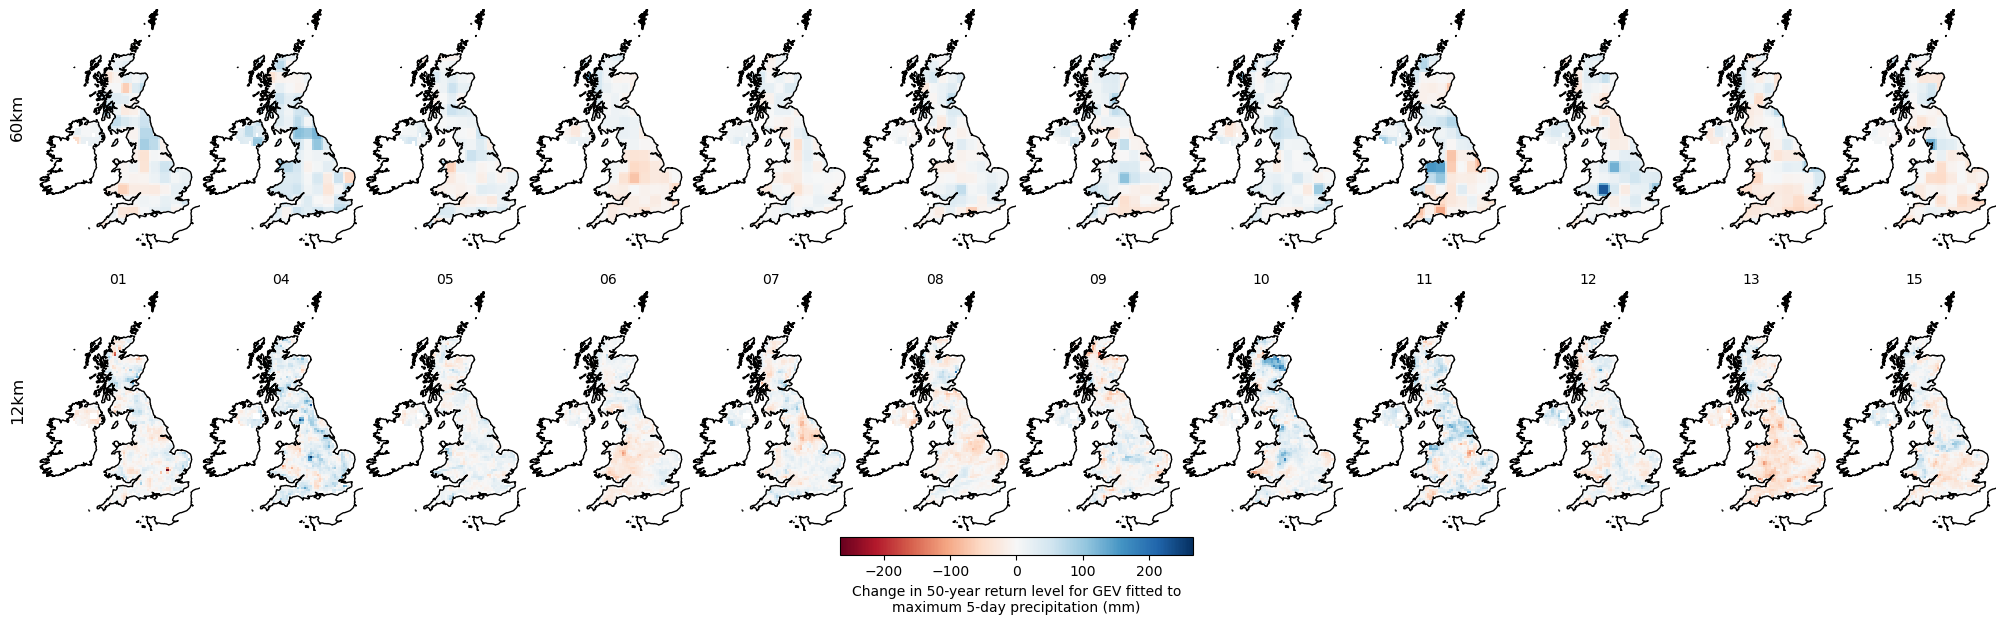 60km
01 04 05 06 07 08 09 10 11 12 13 15
12km
−200 −100 0 100 200
Change in 50-year return level for GEV fitted to
maximum 5-day precipitation (mm)